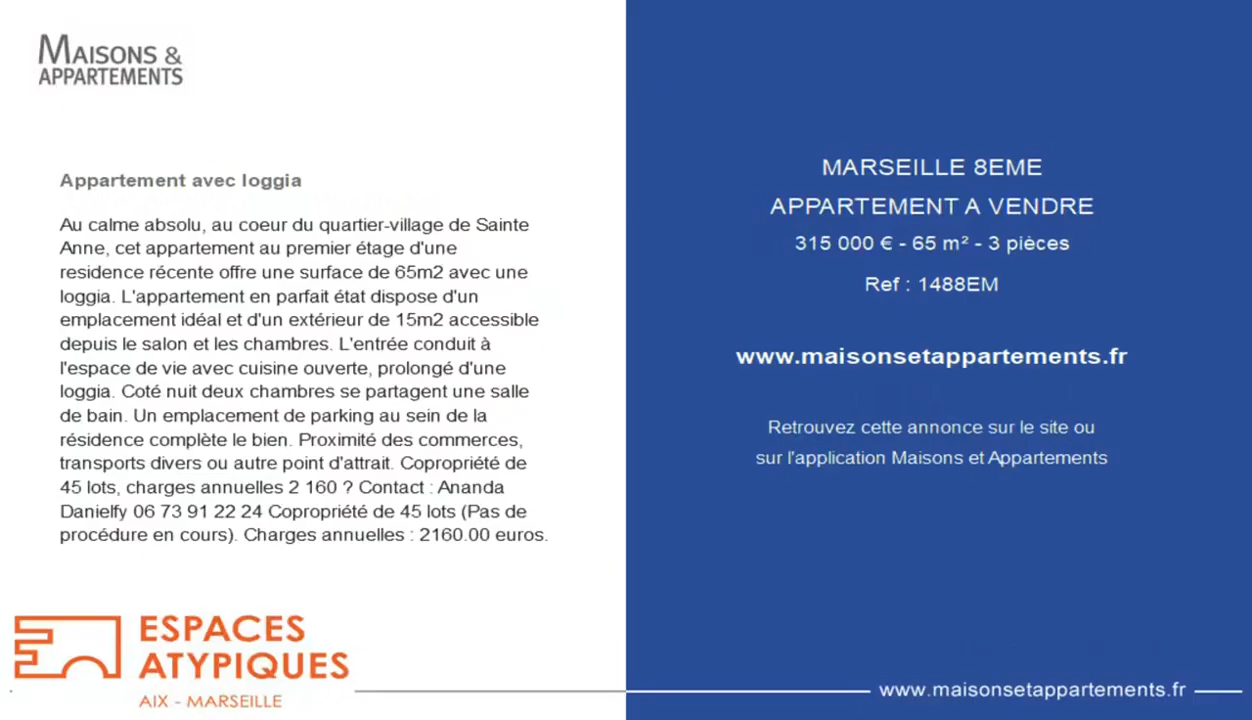 MAISONS &
APPARTEMENTS
Appartement avec loggia
Au calme absolu, au coeur du quartier-village de Sainte
Anne, cet appartement au premier étage d'une
residence récente offre une surface de 65m2 avec une
loggia. L'appartement en parfait état dispose d'un
emplacement idéal et d'un extérieur de 15m2 accessible
depuis le salon et les chambres. L'entrée conduit à
l'espace de vie avec cuisine ouverte, prolongé d'une
loggia. Coté nuit deux chambres se partagent une salle
de bain. Un emplacement de parking au sein de la
résidence complète le bien. Proximité des commerces,
transports divers ou autre point d'attrait. Copropriété de
45 lots, charges annuelles 2 160 ? Contact : Ananda
Danielfy 06 73 91 22 24 Copropriété de 45 lots (Pas de
procédure en cours). Charges annuelles : 2160.00 euros.
ESPACES
ATYPIQUES
AIX - MARSEILLE
MARSEILLE 8EME
APPARTEMENT A VENDRE
315 000 € - 65 m² - 3 pièces
Ref : 1488EM
www.maisonsetappartements.fr
Retrouvez cette annonce sur le site ou
sur l'application Maisons et Appartements
www.maisonsetappartements.fr